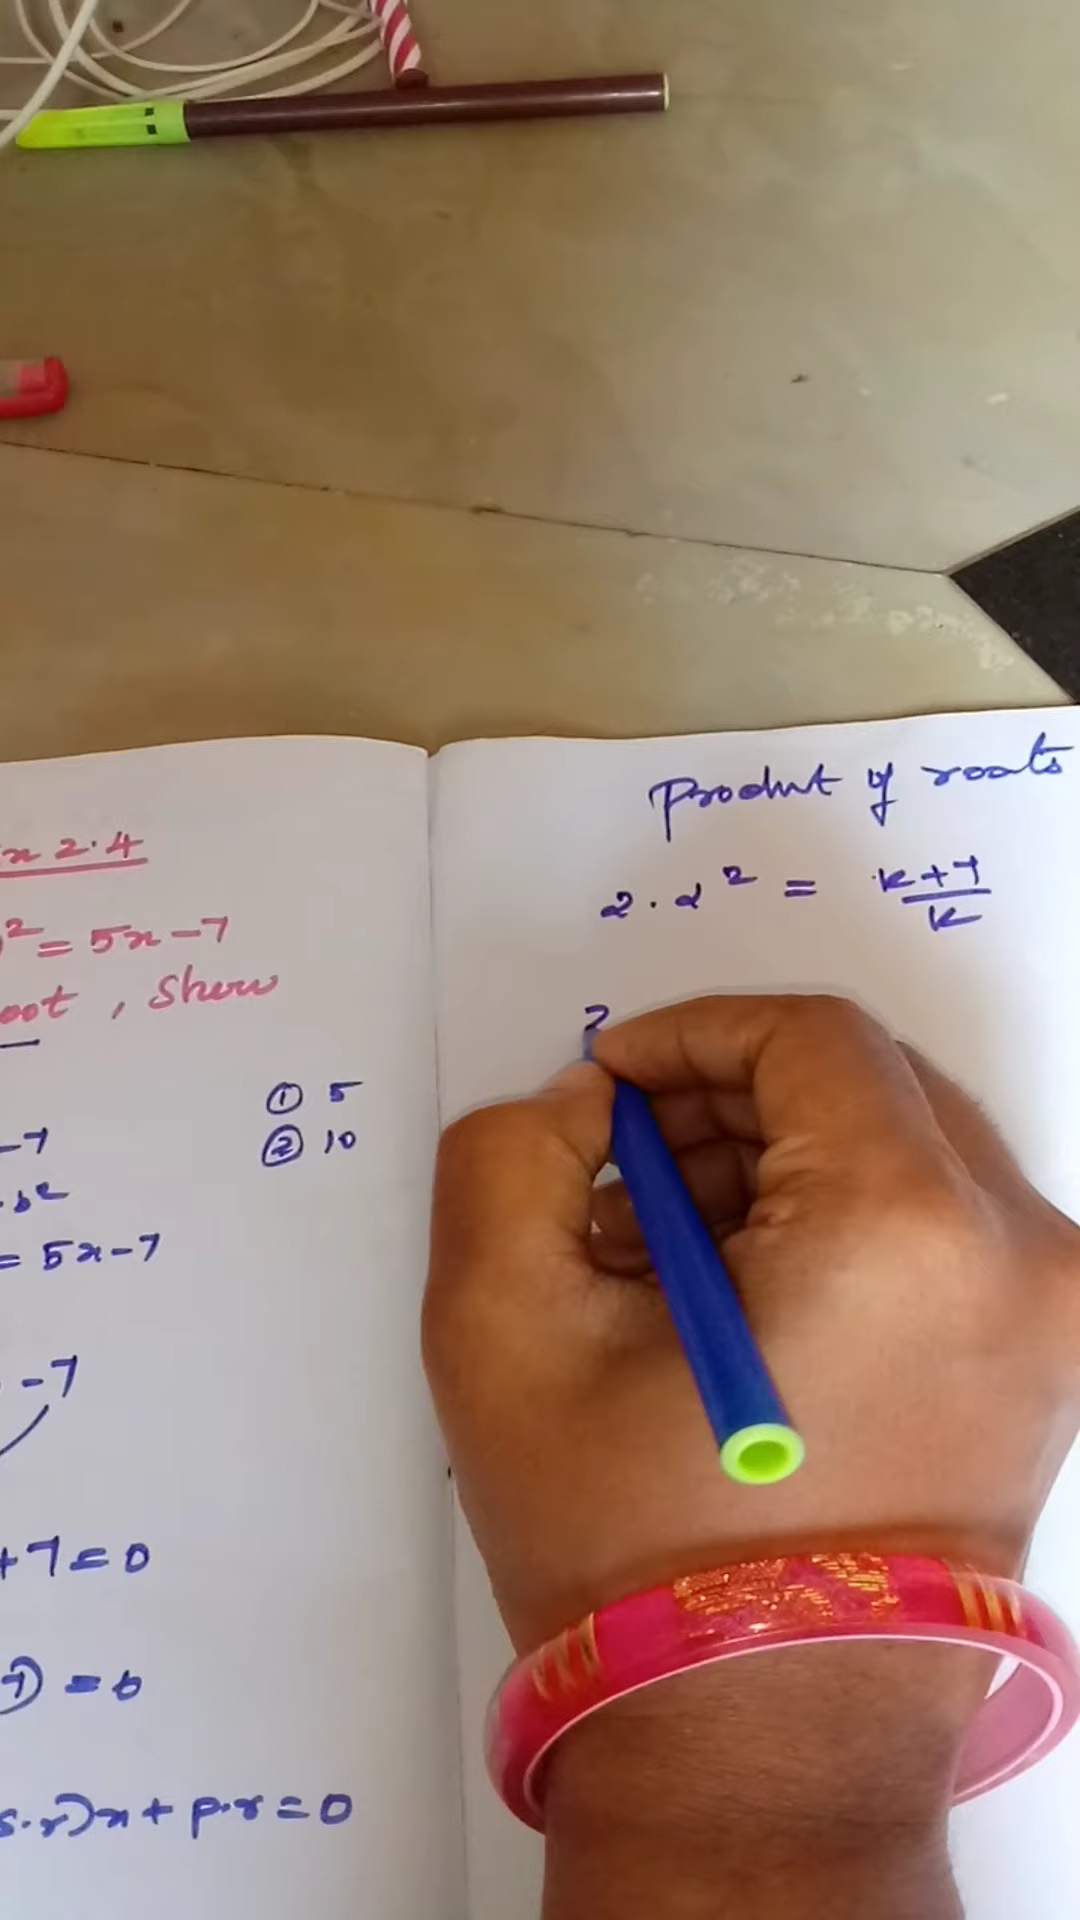 x 2.4
)² = 5x-7
oot, Show
① 5
-7
② 10
b²
= 5x-7
-7
+7=0
7) = 0
s.r)x + p.r = 0
Product of roots
2.α² = k+7/k
2